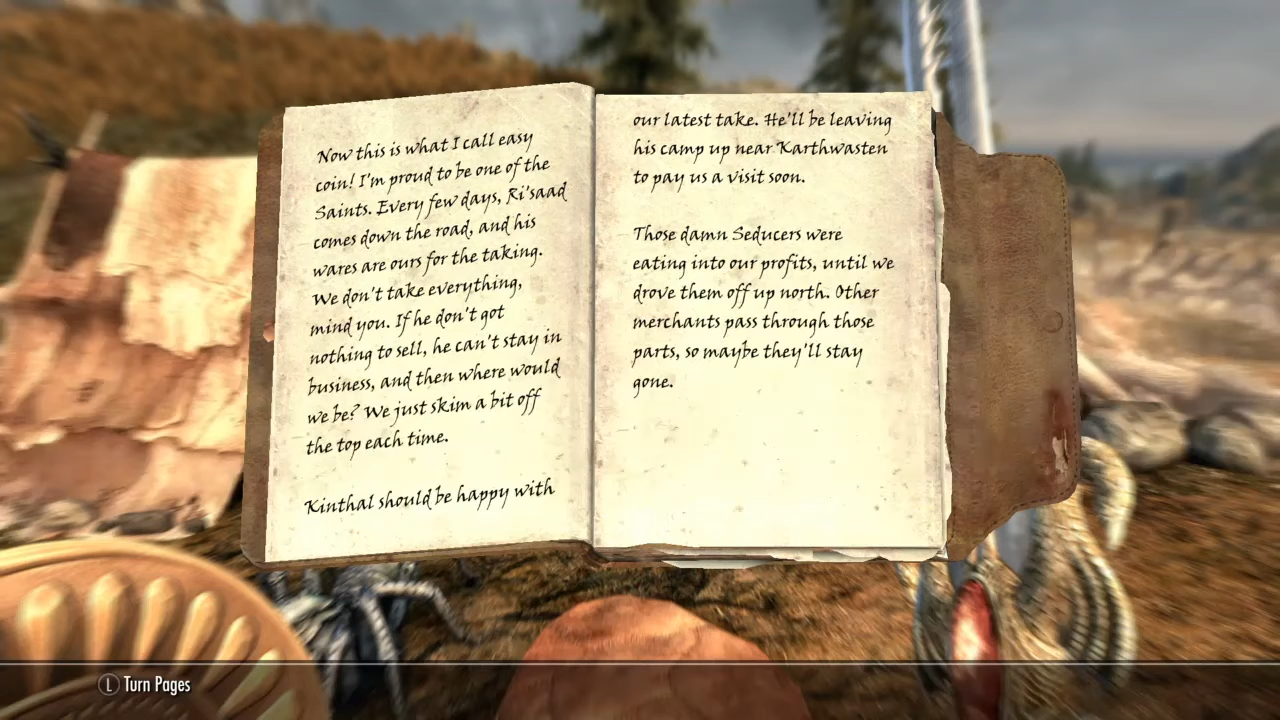 Now this is what I call easy
coin! I'm proud to be one of the
Saints. Every few days, Ri'saad
comes down the road, and his
wares are ours for the taking.
We don't take everything,
mind you. If he don't got
nothing to sell, he can't stay in
business, and then where would
we be? We just skim a bit off
the top each time.
Kinthal should be happy with
our latest take. He'll be leaving
his camp up near Karthwasten
to pay us a visit soon.
Those damn Seducers were
eating into our profits, until we
drove them off up north. Other
merchants pass through those
parts, so maybe they'll stay
gone.
L Turn Pages